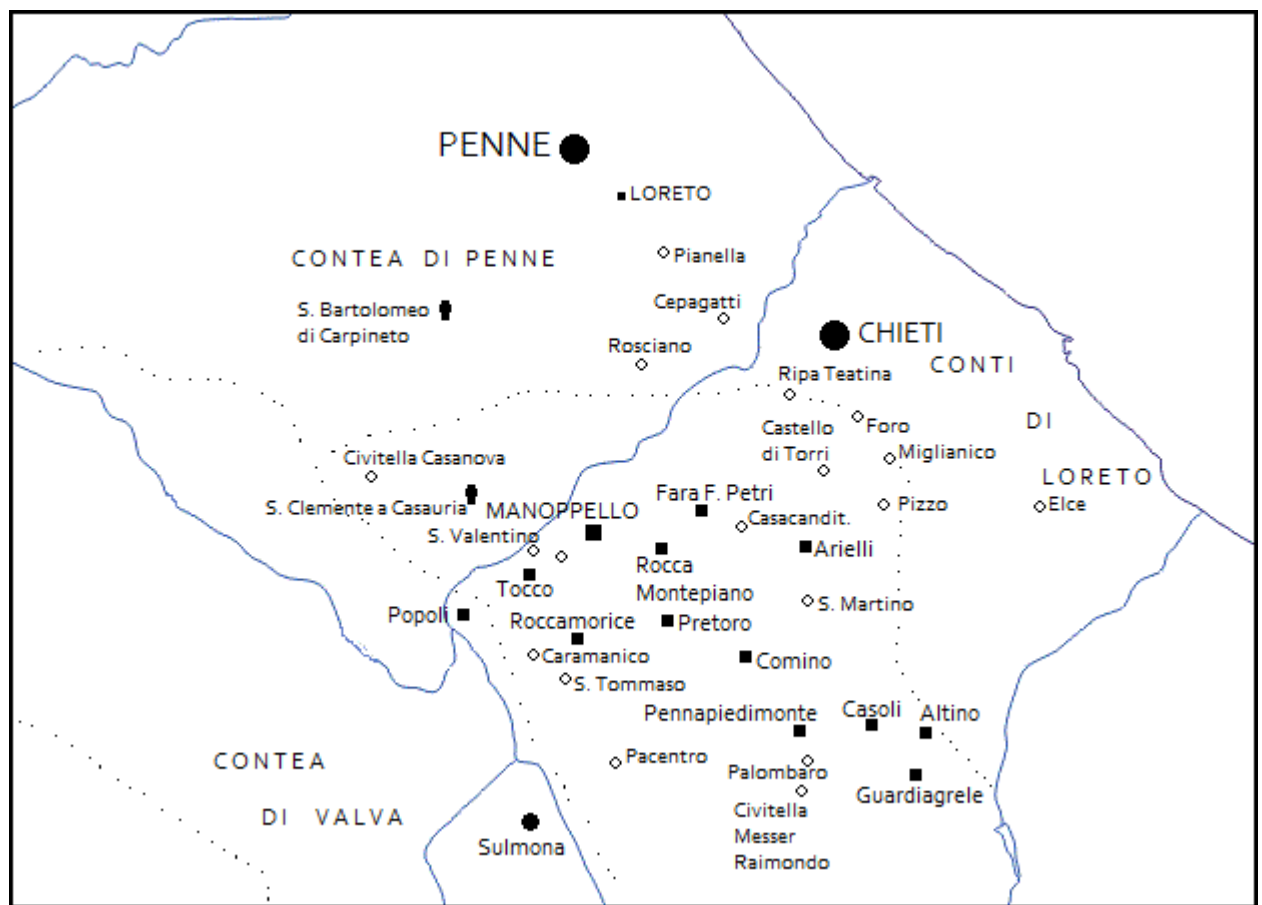 PENNE
LORETO
CONTEA DI PENNE
Pianella
S. Bartolomeo
di Carpineto
Cepagatti
Rosciano
CHIETI
CONTI
DI
LORETO
Ripa Teatina
Foro
Castello
di Torri
Miglianico
Civitella Casanova
S. Clemente a Casauria
MANOPPELLO
Fara F. Petri
Casacandit.
Pizzo
Elce
S. Valentino
Arielli
Rocca
Montepiano
Tocco
S. Martino
Popoli
Roccamorice
Pretoro
Caramanico
Comino
S. Tommaso
Pennapiedimonte
Casoli
Altino
CONTEA
DI VALVA
Pacentro
Palombaro
Guardiagrele
Civitella
Messer
Raimondo
Sulmona